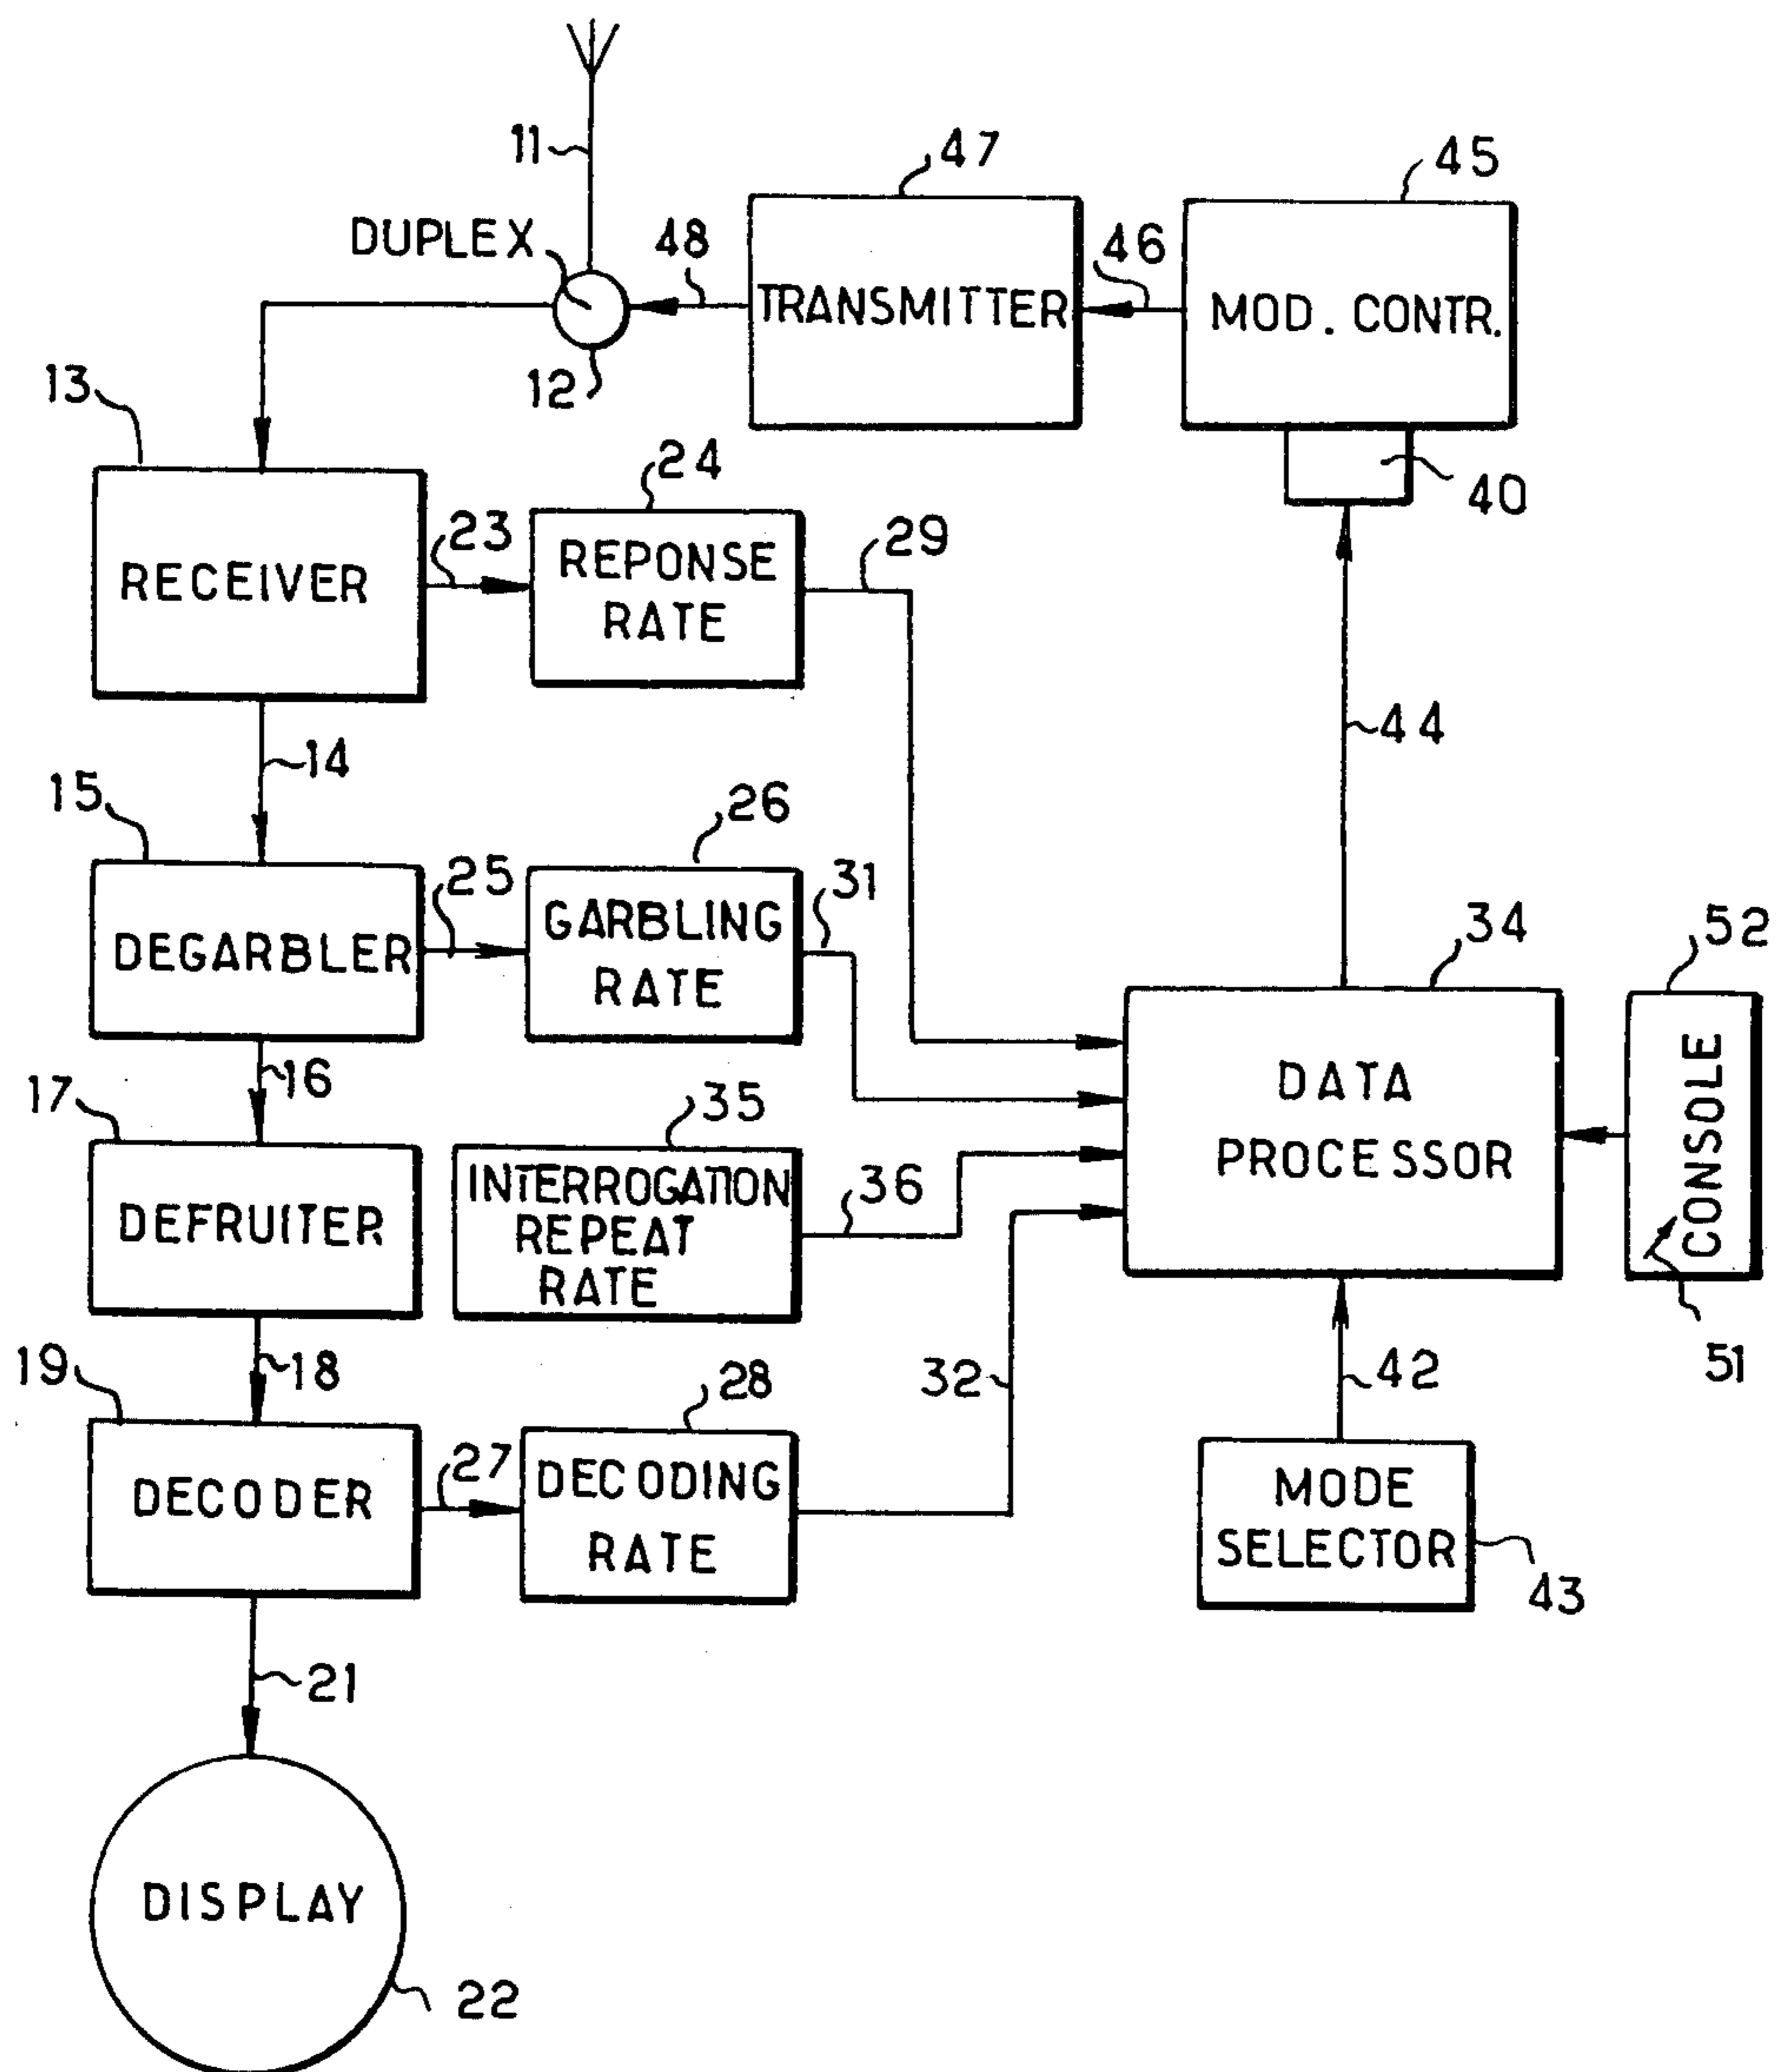 11
DUPLEX
48
47
46
45
TRANSMITTER
MOD. CONTR.
12
40
13
24
23
29
RECEIVER
REPONSE
RATE
14
44
15
26
25
31
DEGARBLER
GARBLING
RATE
34
52
16
17
35
36
DEFRUITER
INTERROGATION
REPEAT
RATE
DATA
PROCESSOR
CONSOLE
51
18
19
28
27
32
42
DECODER
DECODING
RATE
MODE
SELECTOR
43
21
DISPLAY
22